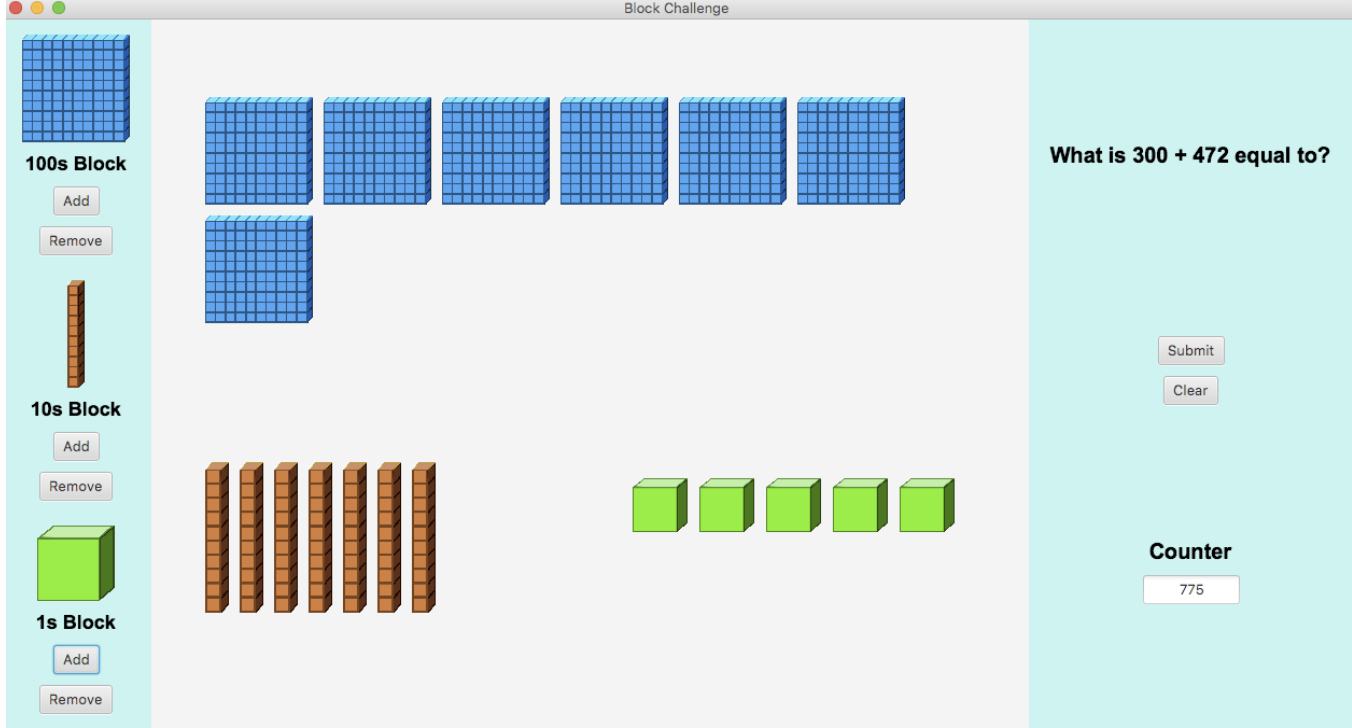 Block Challenge
100s Block
Add
Remove
10s Block
Add
Remove
1s Block
Add
Remove
What is 300 + 472 equal to?
Submit
Clear
Counter
775